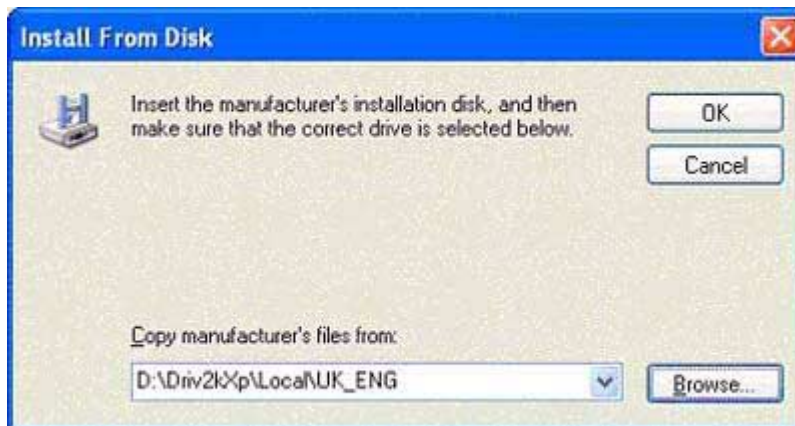 Install From Disk
Insert the manufacturer's installation disk, and then
make sure that the correct drive is selected below.
OK
Cancel
Copy manufacturer's files from:
D:\Driv2kXp\Local\UK_ENG
Browse...